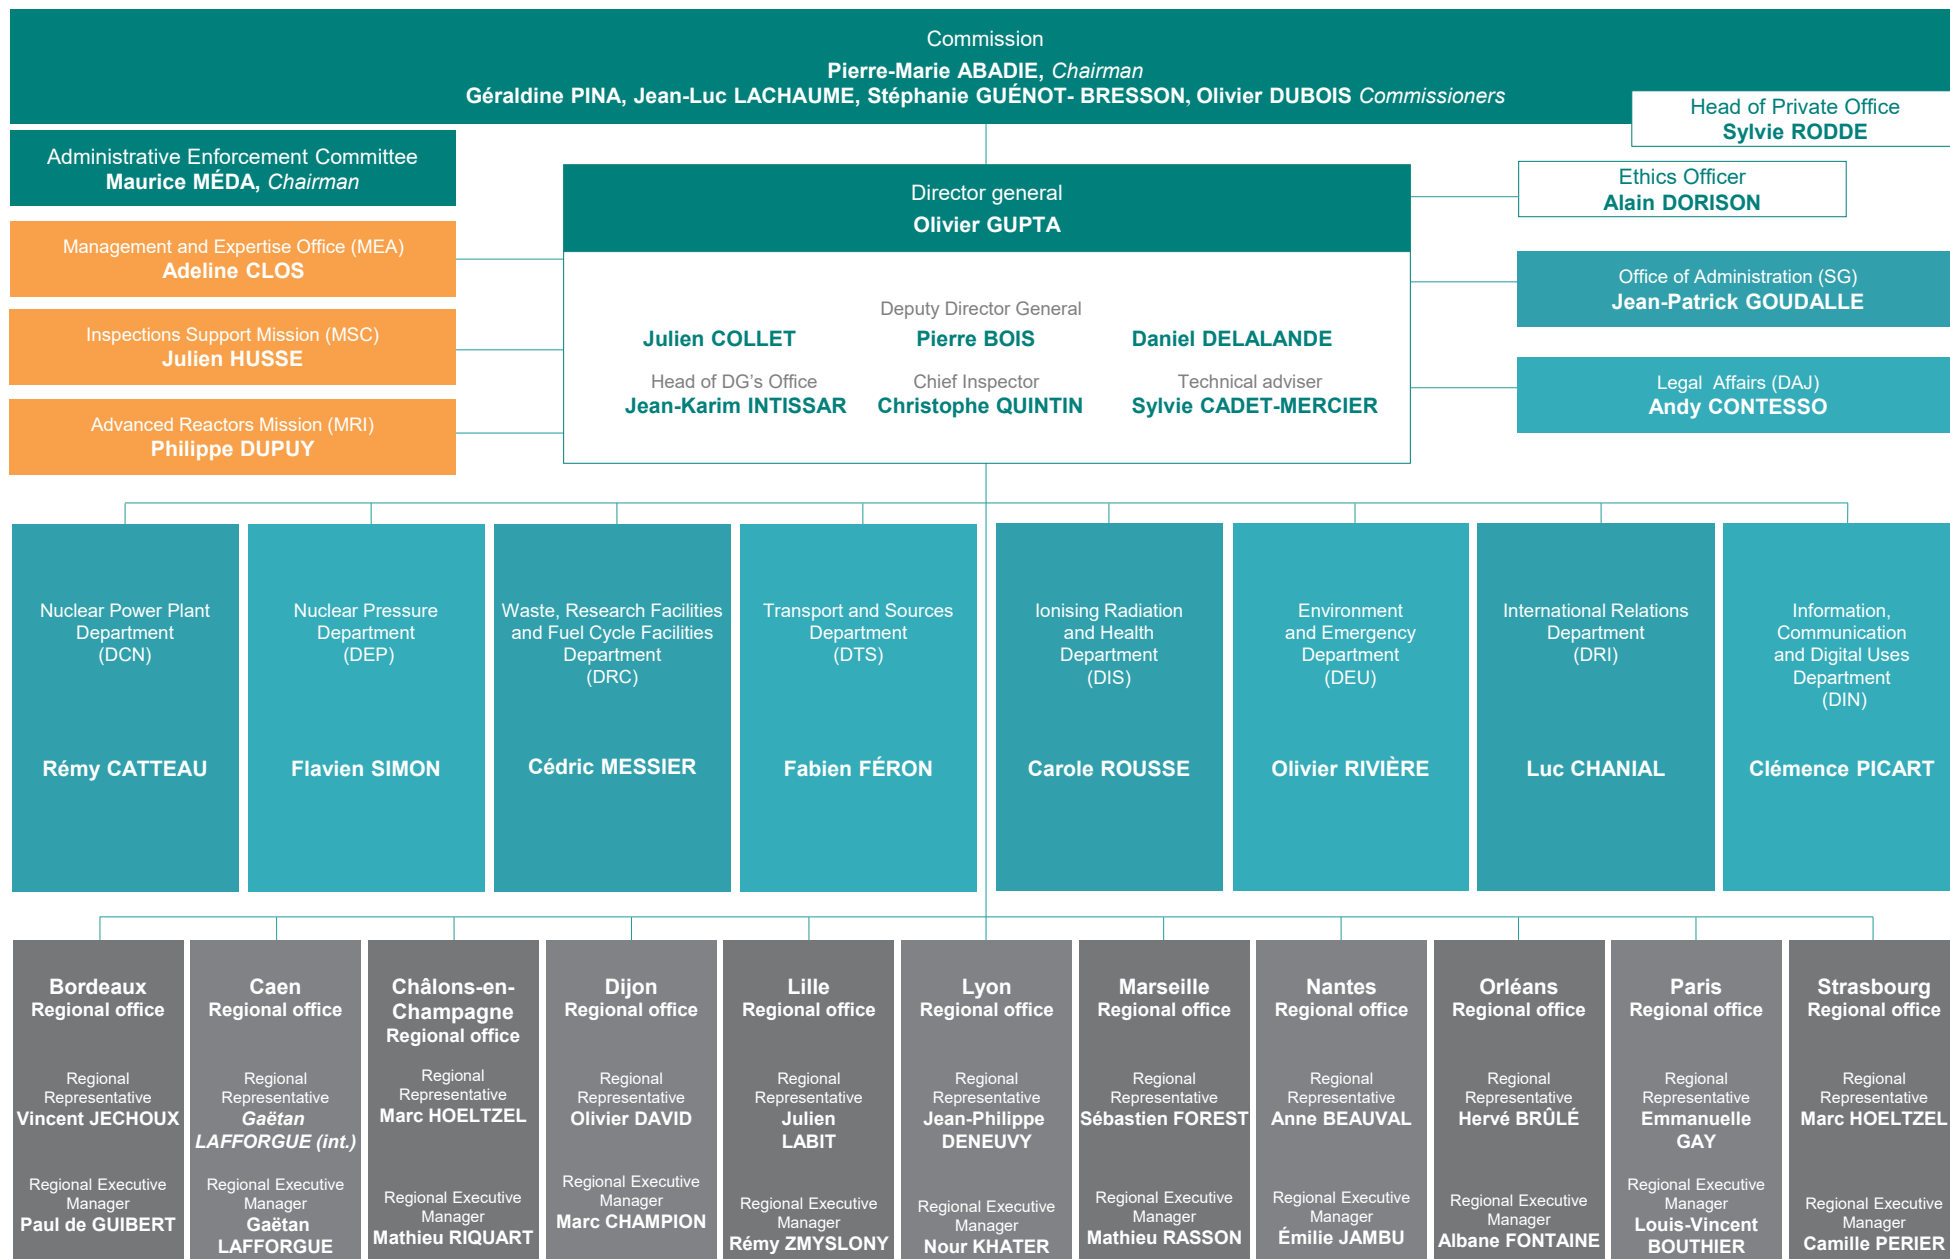 Commission
Pierre-Marie ABADIE, Chairman
Géraldine PINA, Jean-Luc LACHAUME, Stéphanie GUÉNOT- BRESSON, Olivier DUBOIS Commissioners
Head of Private Office
Sylvie RODDE
Administrative Enforcement Committee
Maurice MÉDA, Chairman
Director general
Olivier GUPTA
Ethics Officer
Alain DORISON
Management and Expertise Office (MEA)
Adeline CLOS
Inspections Support Mission (MSC)
Julien HUSSE
Advanced Reactors Mission (MRI)
Philippe DUPUY
Deputy Director General
Julien COLLET
Pierre BOIS
Daniel DELALANDE
Head of DG's Office
Jean-Karim INTISSAR
Chief Inspector
Christophe QUINTIN
Technical adviser
Sylvie CADET-MERCIER
Office of Administration (SG)
Jean-Patrick GOUDALLE
Legal Affairs (DAJ)
Andy CONTESSO
Nuclear Power Plant
Department
(DCN)
Rémy CATTEAU
Nuclear Pressure
Department
(DEP)
Flavien SIMON
Waste, Research Facilities
and Fuel Cycle Facilities
Department
(DRC)
Cédric MESSIER
Transport and Sources
Department
(DTS)
Fabien FÉRON
Ionising Radiation
and Health
Department
(DIS)
Carole ROUSSE
Environment
and Emergency
Department
(DEU)
Olivier RIVIÈRE
International Relations
Department
(DRI)
Luc CHANIAL
Information,
Communication
and Digital Uses
Department
(DIN)
Clémence PICART
Bordeaux
Regional office
Regional
Representative
Vincent JECHOUX
Regional Executive
Manager
Paul de GUIBERT
Caen
Regional office
Regional
Representative
Gaëtan
LAFFORGUE (int.)
Regional Executive
Manager
Gaëtan
LAFFORGUE
Châlons-en-
Champagne
Regional office
Regional
Representative
Marc HOELTZEL
Regional Executive
Manager
Mathieu RIQUART
Dijon
Regional office
Regional
Representative
Olivier DAVID
Regional Executive
Manager
Marc CHAMPION
Lille
Regional office
Regional
Representative
Julien
LABIT
Regional Executive
Manager
Rémy ZMYSLONY
Lyon
Regional office
Regional
Representative
Jean-Philippe
DENEUVY
Regional Executive
Manager
Nour KHATER
Marseille
Regional office
Regional
Representative
Sébastien FOREST
Regional Executive
Manager
Mathieu RASSON
Nantes
Regional office
Regional
Representative
Anne BEAUVAL
Regional Executive
Manager
Émilie JAMBU
Orléans
Regional office
Regional
Representative
Hervé BRÛLÉ
Regional Executive
Manager
Albane FONTAINE
Paris
Regional office
Regional
Representative
Emmanuelle
GAY
Regional Executive
Manager
Louis-Vincent
BOUTHIER
Strasbourg
Regional office
Regional
Representative
Marc HOELTZEL
Regional Executive
Manager
Camille PERIER